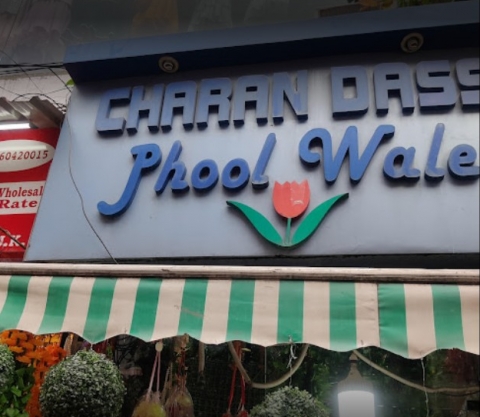 CHARAN DASS
Phool Wale
60420015
Wholesal
Rate
J.K